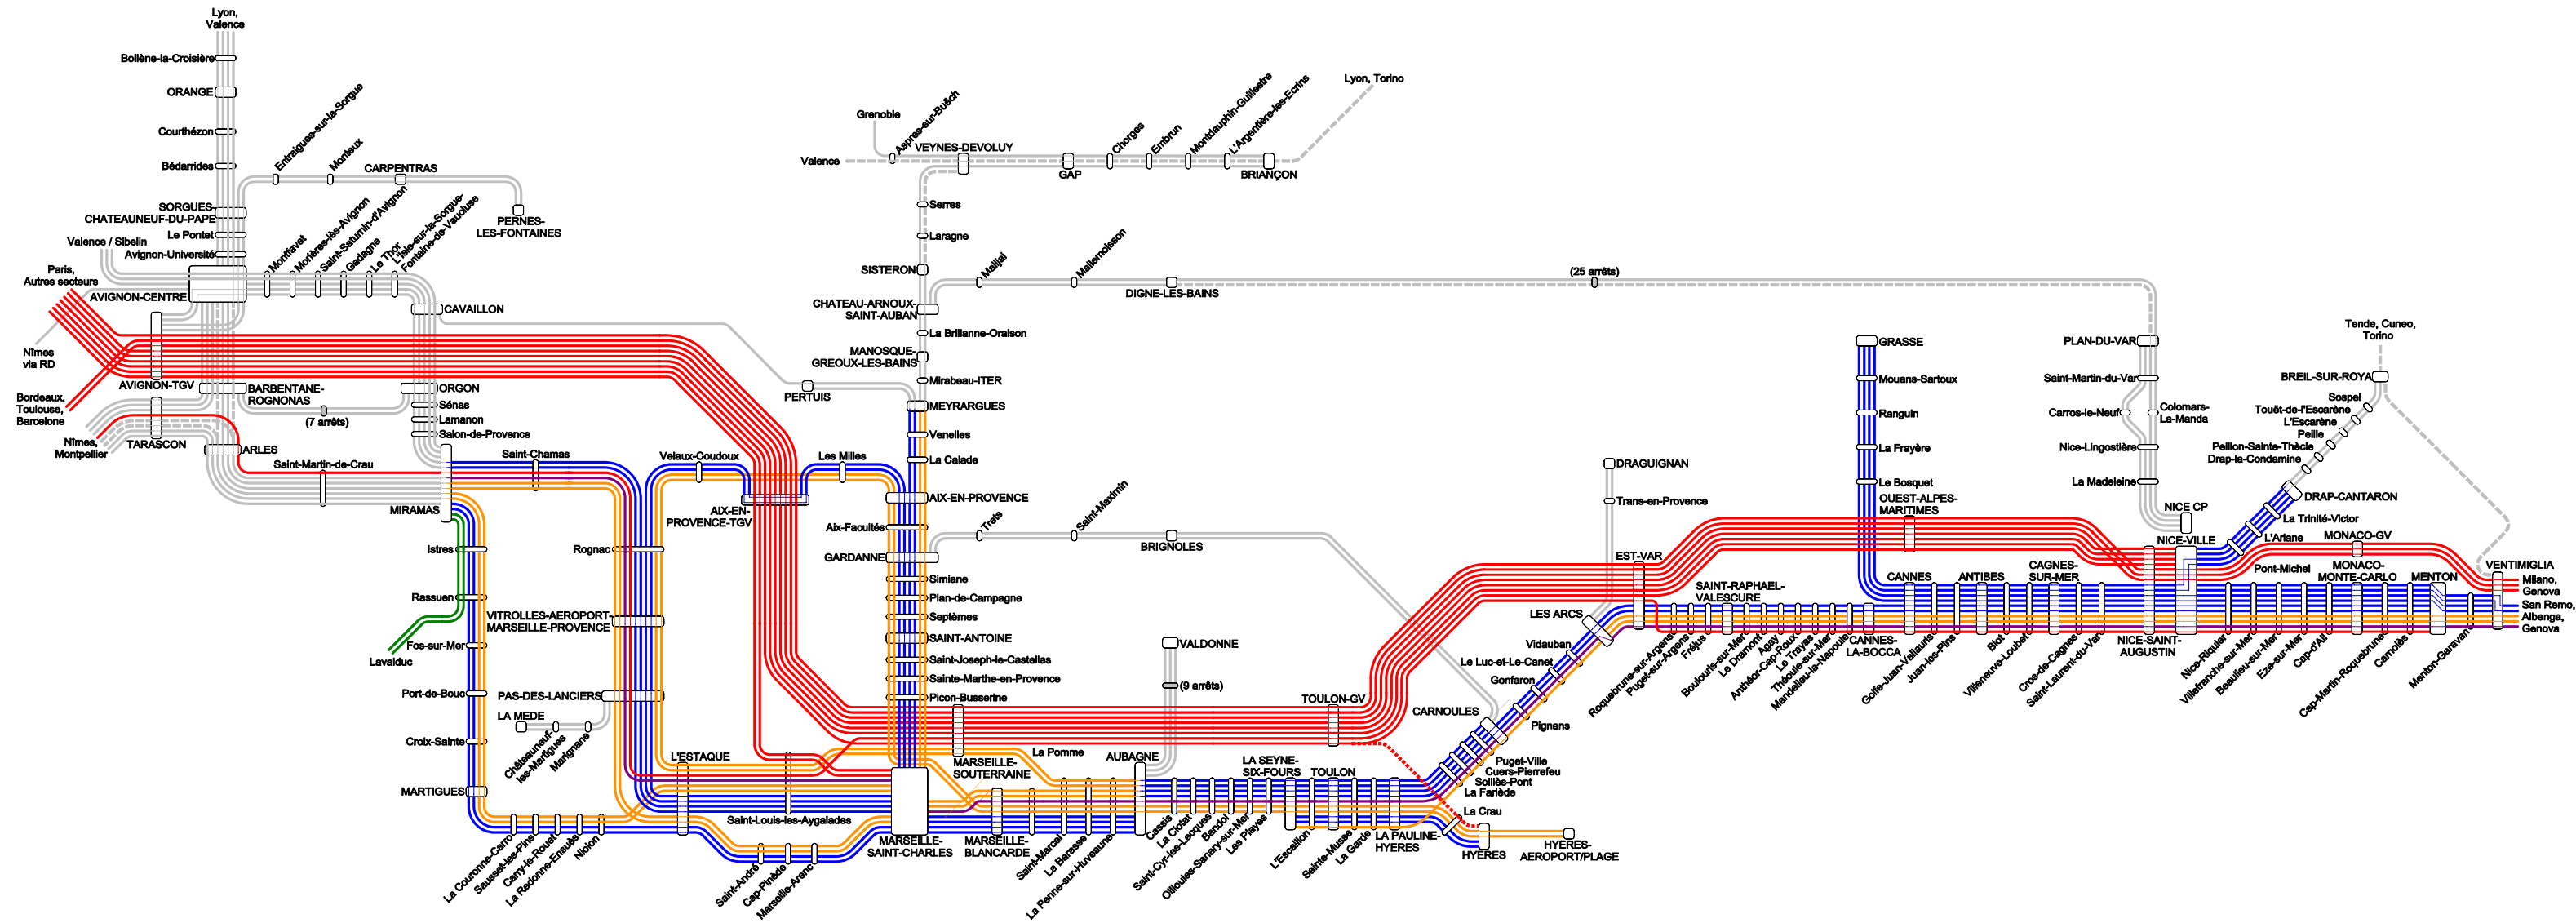 Lyon,
Valence
Bollène-la-Croisière
ORANGE
Courthézon
Bédarrides
SORGUES-
CHATEAUNEUF-DU-PAPE
Le Pontet
Avignon-Université
Valence / Sibelin
Paris,
Autres secteurs
AVIGNON-CENTRE
Nîmes
via RD
Bordeaux,
Toulouse,
Barcelone
Nîmes,
Montpellier
AVIGNON-TGV
TARASCON
BARBENTANE-
ROGNONAS
ARLES
(7 arrêts)
Entraigues-sur-la-Sorgue
Monteux
CARPENTRAS
PERNES-
LES-FONTAINES
Montfavet
Morières-lès-Avignon
Saint-Saturnin-d'Avignon
Gadagne
Le Thor
L'Isle-sur-la-Sorgue-
Fontaine-de-Vaucluse
CAVAILLON
ORGON
Sénas
Lamanon
Salon-de-Provence
Saint-Martin-de-Crau
MIRAMAS
Saint-Chamas
Istres
Rassuen
Lavalduc
Fos-sur-Mer
Port-de-Bouc
Croix-Sainte
MARTIGUES
La Couronne-Carro
Sausset-les-Pins
Carry-le-Rouet
La Redonne-Ensuès
Niolon
Velaux-Coudoux
Les Milles
AIX-EN-
PROVENCE-TGV
Rognac
VITROLLES-AEROPORT-
MARSEILLE-PROVENCE
PAS-DES-LANCIERS
LA MEDE
Châteauneuf-
les-Martigues
Marignane
L'ESTAQUE
Saint-Louis-les-Aygalades
Saint-André
Cap-Pinède
Marseille-Arenc
Grenoble
Valence
Aspres-sur-Buëch
VEYNES-DEVOLUY
GAP
Chorges
Embrun
Montdauphin-Guillestre
L'Argentière-les-Ecrins
BRIANÇON
Lyon, Torino
Serres
Laragne
SISTERON
CHATEAU-ARNOUX-
SAINT-AUBAN
Malijai
Mallemoisson
DIGNE-LES-BAINS
(25 arrêts)
La Brillanne-Oraison
MANOSQUE-
GREOUX-LES-BAINS
Mirabeau-ITER
PERTUIS
MEYRARGUES
Venelles
La Calade
AIX-EN-PROVENCE
Aix-Facultés
GARDANNE
Trets
Saint-Maximin
BRIGNOLES
Simiane
Plan-de-Campagne
Septèmes
SAINT-ANTOINE
Saint-Joseph-le-Castellas
Sainte-Marthe-en-Provence
Picon-Busserine
MARSEILLE-
SAINT-CHARLES
MARSEILLE-
SOUTERRAINE
MARSEILLE-
BLANCARDE
La Pomme
Saint-Marcel
La Barasse
La Penne-sur-Huveaune
AUBAGNE
VALDONNE
(9 arrêts)
Cassis
La Ciotat
Saint-Cyr-les-Lecques
Bandol
Ollioules-Sanary-sur-Mer
Les Playes
LA SEYNE-
SIX-FOURS
L'Escaillon
TOULON
TOULON-GV
Sainte-Musse
La Garde
LA PAULINE-
HYERES
La Crau
HYERES
HYERES-
AEROPORT/PLAGE
La Farlède
Solliès-Pont
Cuers-Pierrefeu
Puget-Ville
CARNOULES
Pignans
Gonfaron
Le Luc-et-Le-Cannet
Vidauban
LES ARCS
DRAGUIGNAN
Trans-en-Provence
EST-VAR
Roquebrune-sur-Argens
Puget-sur-Argens
Fréjus
SAINT-RAPHAEL-
VALESCURE
Boulouris-sur-Mer
Le Dramont
Agay
Anthéor-Cap-Roux
Le Trayas
Théoule-sur-Mer
Mandelieu-la-Napoule
CANNES-
LA-BOCCA
GRASSE
Mouans-Sartoux
Ranguin
La Frayère
Le Bosquet
OUEST-ALPES-
MARITIMES
CANNES
Golfe-Juan-Vallauris
Juan-les-Pins
ANTIBES
Biot
Villeneuve-Loubet
CAGNES-
SUR-MER
Cros-de-Cagnes
Saint-Laurent-du-Var
NICE-SAINT-
AUGUSTIN
PLAN-DU-VAR
Saint-Martin-du-Var
Carros-le-Neuf
Colomars-
La-Manda
Nice-Lingostière
La Madeleine
NICE CP
NICE-VILLE
Nice-Riquier
Villefranche-sur-Mer
Beaulieu-sur-Mer
Eze-sur-Mer
Cap-d'Ail
Pont-Michel
L'Ariane
La Trinité-Victor
DRAP-CANTARON
Drap-la-Condamine
Peillon-Sainte-Thècle
Peille
L'Escarène
Touët-de-l'Escarène
Sospel
BREIL-SUR-ROYA
Tende, Cuneo,
Torino
MONACO-GV
MONACO-
MONTE-CARLO
Cap-Martin-Roquebrune
Carnolès
MENTON
Menton-Garavan
VENTIMIGLIA
Milano,
Genova
San Remo,
Albenga,
Genova